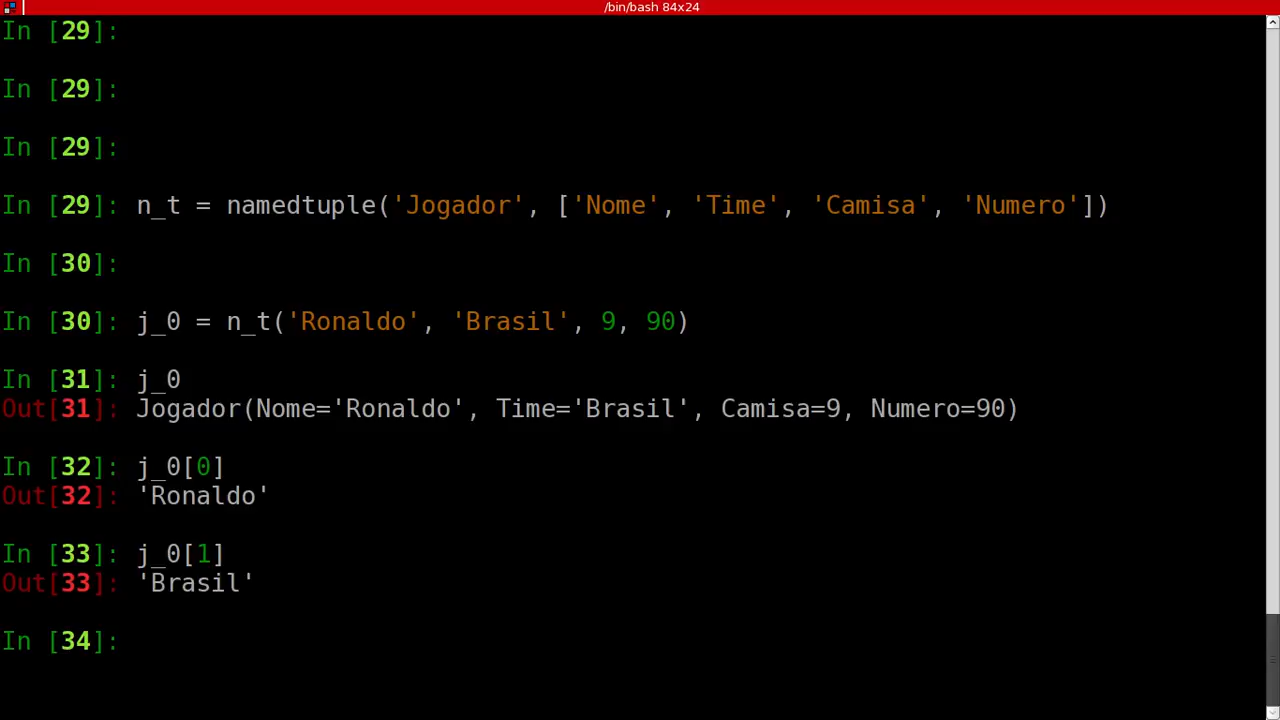 /bin/bash 84x24
In [29]:
In [29]:
In [29]:
In [29]: n_t = namedtuple('Jogador', ['Nome', 'Time', 'Camisa', 'Numero'])
In [30]:
In [30]: j_0 = n_t('Ronaldo', 'Brasil', 9, 90)
In [31]: j_0
Out[31]: Jogador(Nome='Ronaldo', Time='Brasil', Camisa=9, Numero=90)
In [32]: j_0[0]
Out[32]: 'Ronaldo'
In [33]: j_0[1]
Out[33]: 'Brasil'
In [34]: